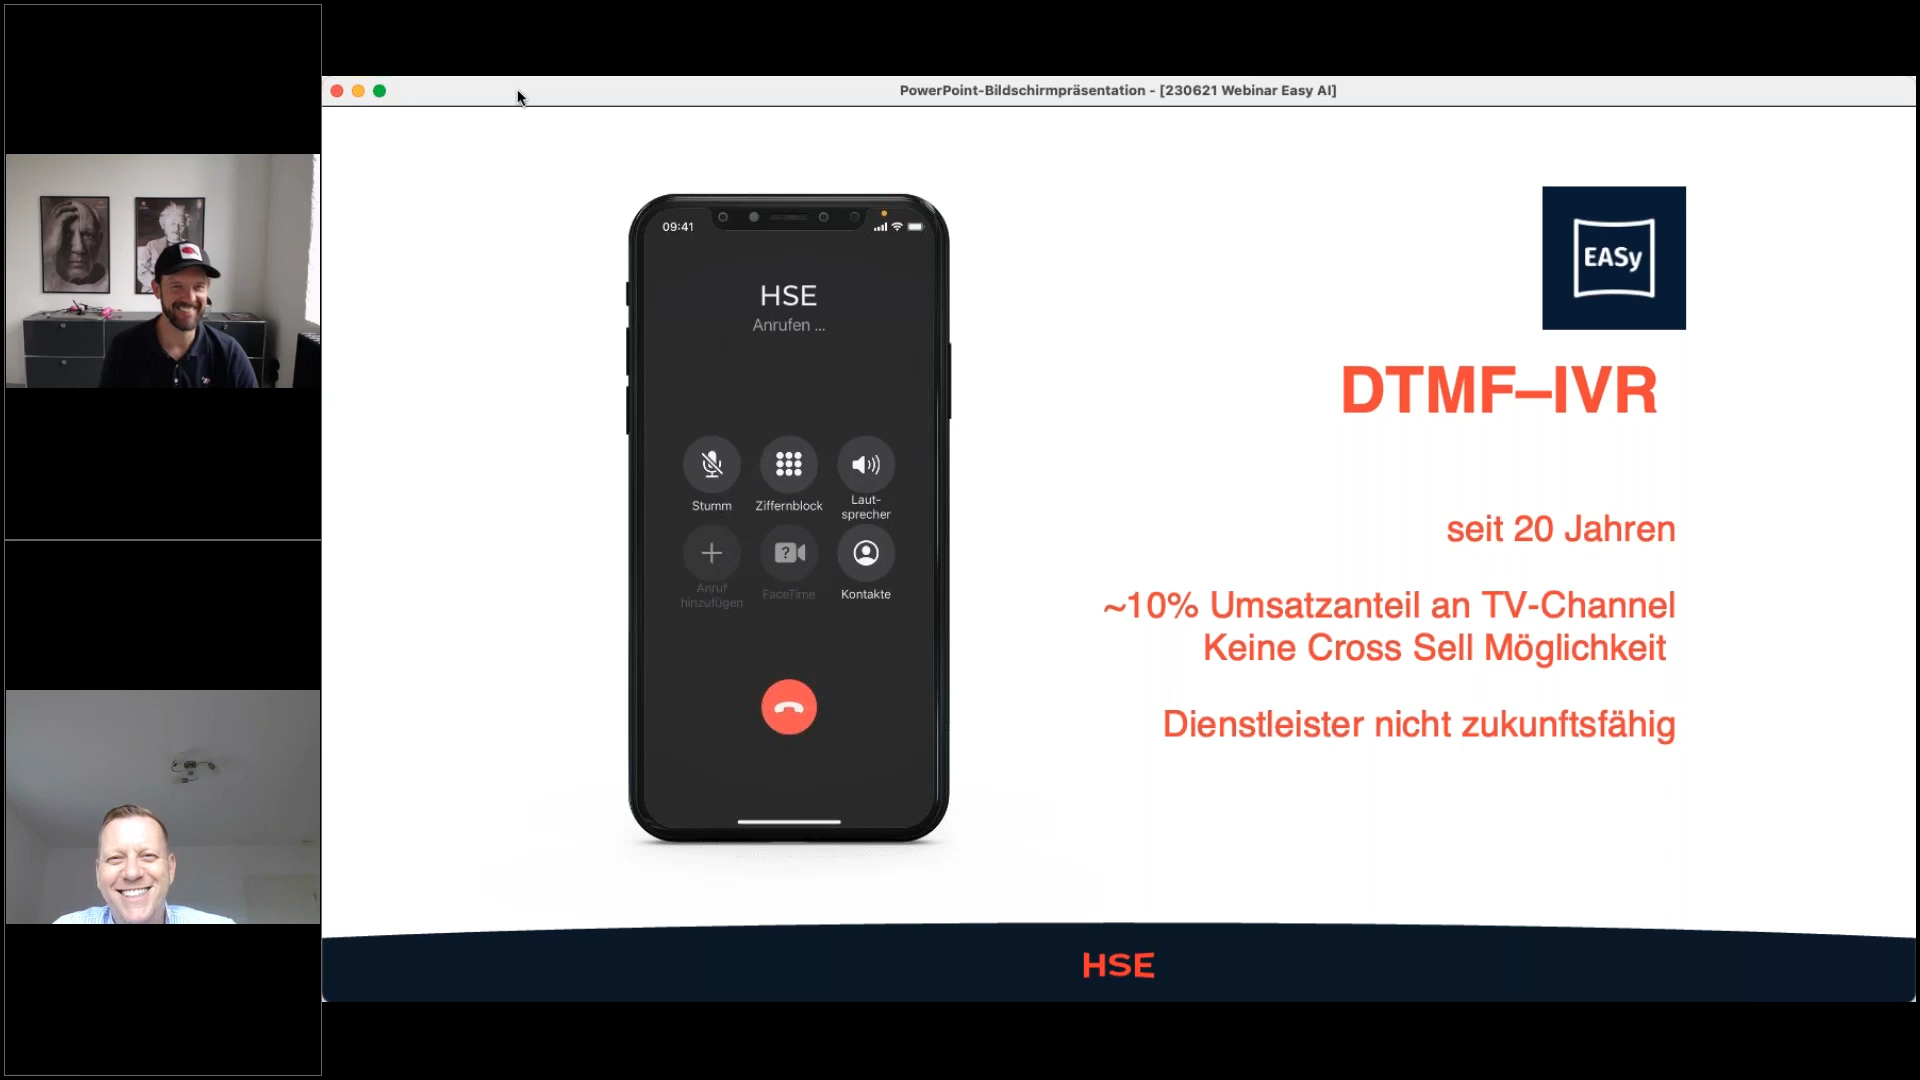 PowerPoint-Bildschirmpräsentation - [230621 Webinar Easy AI]
09:41
HSE
Anrufen ...
Stumm
Ziffernblock
Laut-
sprecher
Anruf
hinzufügen
FaceTime
Kontakte
EASy
DTMF–IVR
seit 20 Jahren
~10% Umsatzanteil an TV-Channel
Keine Cross Sell Möglichkeit
Dienstleister nicht zukunftsfähig
HSE